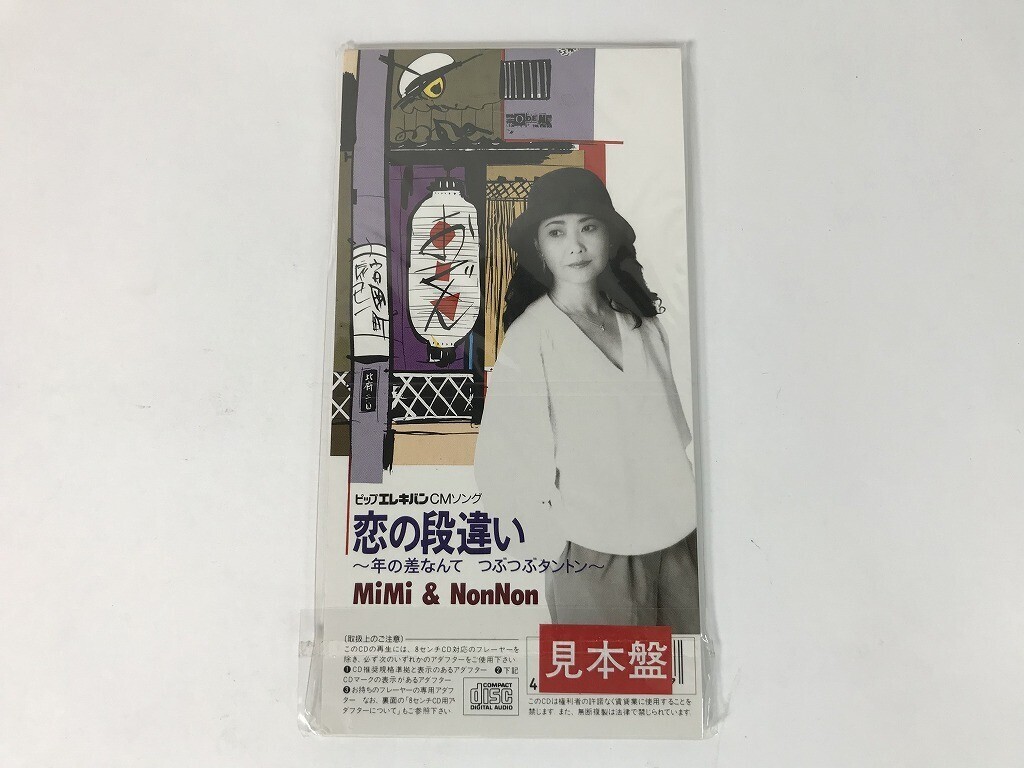 おでん
ピップエレキバンCMソング
恋の段違い
〜年の差なんて つぶつぶタントン〜
MiMi & NonNon
(取扱上のご注意)
このCDの再生には、8センチCD対応のプレーヤーを
除き、必ず次のいずれかのアダプターをご使用下さい
❶CD推奨規格準拠と表示のあるアダプター ❷下記
CDマークの表示があるアダプター
❸お持ちのプレーヤーの専用アダプ
ター なお、裏面の「8センチCD用ア
ダプターについて」もご参照下さい
COMPACT
disc
DIGITAL AUDIO
見本盤
4
このCDは権利者の許諾なく賃貸業に使用することを
禁じます。また、無断複製は法律で禁じられています。